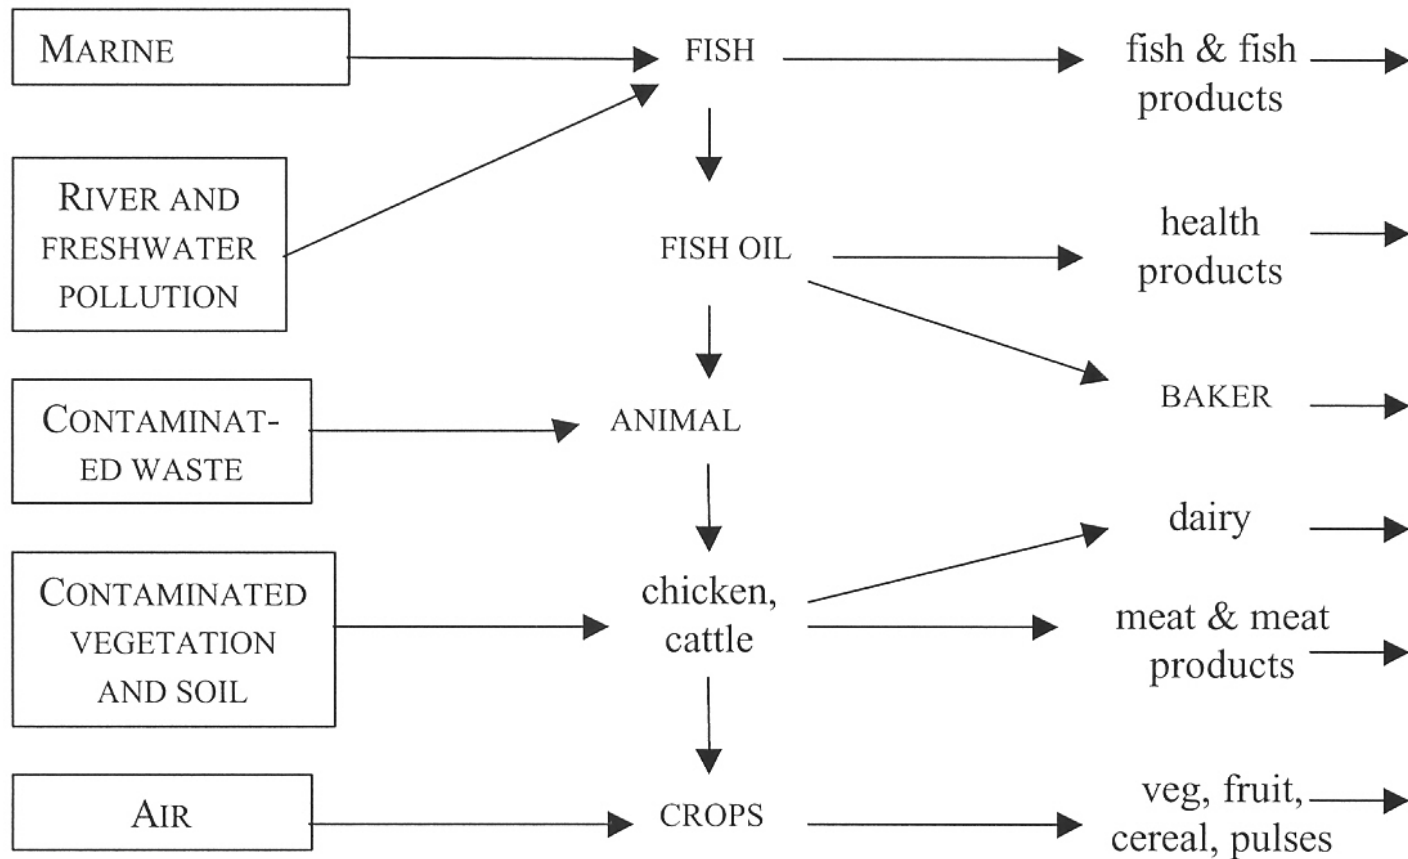 MARINE
FISH
fish & fish
products
RIVER AND
FRESHWATER
POLLUTION
FISH OIL
health
products
BAKER
CONTAMINAT-
ED WASTE
ANIMAL
dairy
CONTAMINATED
VEGETATION
AND SOIL
chicken,
cattle
meat & meat
products
AIR
CROPS
veg, fruit,
cereal, pulses